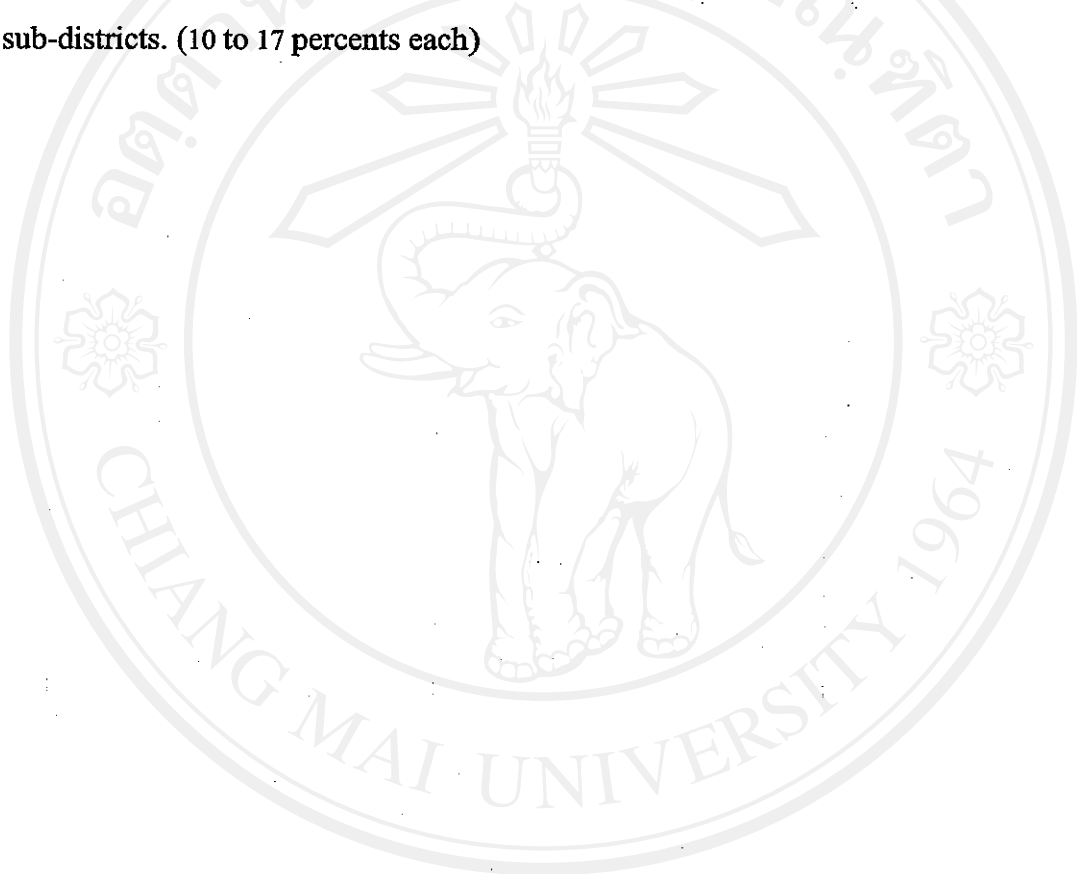 sub-districts. (10 to 17 percents each)
CHIANG MAI UNIVERSITY 1964